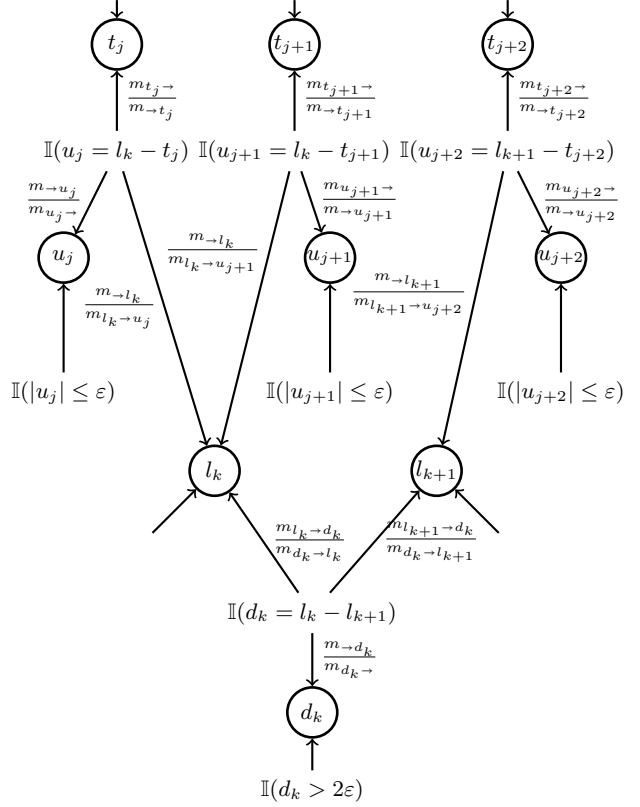 t_j t_{j+1} t_{j+2}
m_{t_j→} / m_{→t_j} m_{t_{j+1}→} / m_{→t_{j+1}} m_{t_{j+2}→} / m_{→t_{j+2}}
𝕀(u_j = l_k − t_j) 𝕀(u_{j+1} = l_k − t_{j+1}) 𝕀(u_{j+2} = l_{k+1} − t_{j+2})
m_{→u_j} / m_{u_j→} m_{u_{j+1}→} / m_{→u_{j+1}} m_{u_{j+2}→} / m_{→u_{j+2}}
u_j m_{→l_k} / m_{l_k→u_{j+1}} u_{j+1} u_{j+2}
m_{→l_k} / m_{l_k→u_j} m_{→l_{k+1}} / m_{l_{k+1}→u_{j+2}}
𝕀(|u_j| ≤ ε) 𝕀(|u_{j+1}| ≤ ε) 𝕀(|u_{j+2}| ≤ ε)
l_k l_{k+1}
m_{l_k→d_k} / m_{d_k→l_k} m_{l_{k+1}→d_k} / m_{d_k→l_{k+1}}
𝕀(d_k = l_k − l_{k+1})
m_{→d_k} / m_{d_k→}
d_k
𝕀(d_k > 2ε)